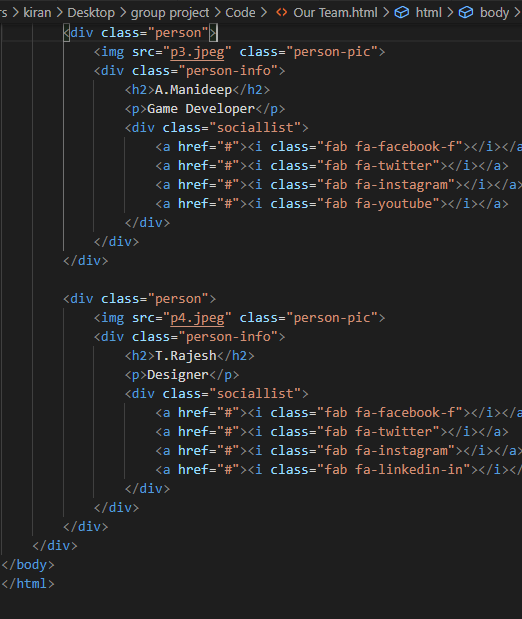 rs > kiran > Desktop > group project > Code > <> Our Team.html > html > body >
<div class="person">
<img src="p3.jpeg" class="person-pic">
<div class="person-info">
<h2>A.Manideep</h2>
<p>Game Developer</p>
<div class="sociallist">
<a href="#"><i class="fab fa-facebook-f"></i></a
<a href="#"><i class="fab fa-twitter"></i></a>
<a href="#"><i class="fab fa-instagram"></i></a>
<a href="#"><i class="fab fa-youtube"></i></a>
</div>
</div>
</div>
<div class="person">
<img src="p4.jpeg" class="person-pic">
<div class="person-info">
<h2>T.Rajesh</h2>
<p>Designer</p>
<div class="sociallist">
<a href="#"><i class="fab fa-facebook-f"></i></a
<a href="#"><i class="fab fa-twitter"></i></a>
<a href="#"><i class="fab fa-instagram"></i></a>
<a href="#"><i class="fab fa-linkedin-in"></i></a
</div>
</div>
</div>
</div>
</body>
</html>